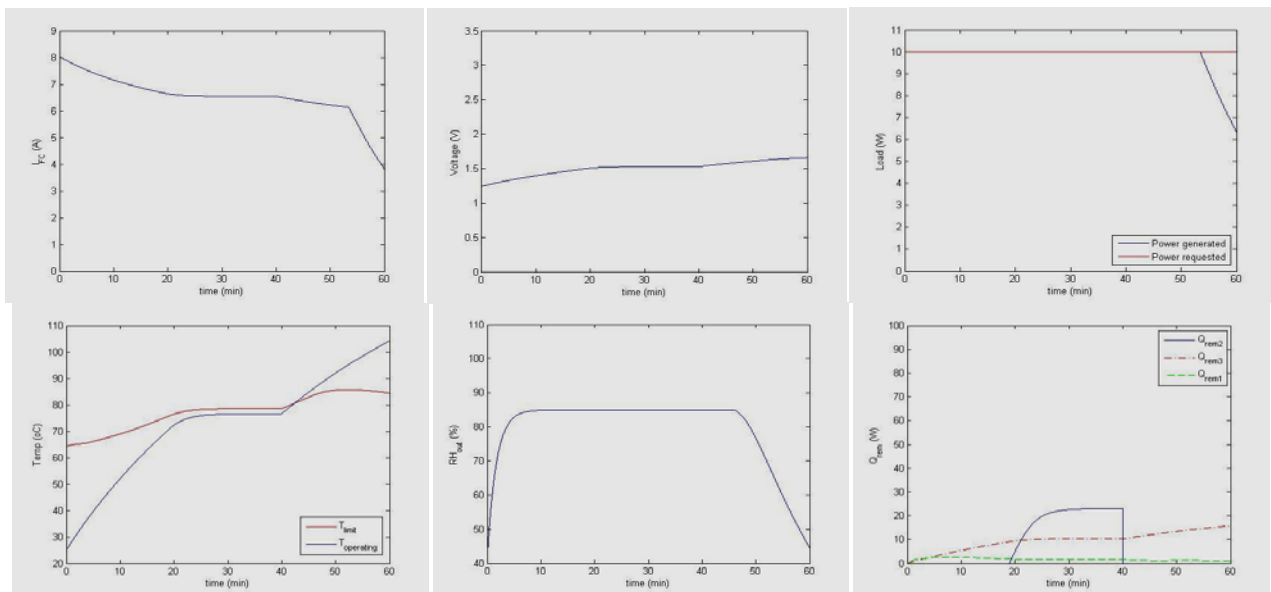 9
8
7
6
5
4
3
2
1
0
I_FC (A)
0 10 20 30 40 50 60
time (min)
3.5
3
2.5
2
1.5
1
0.5
0
Voltage (V)
0 10 20 30 40 50 60
time (min)
11
10
9
8
7
6
5
4
3
2
1
0
Load (W)
Power generated
Power requested
0 10 20 30 40 50 60
time (min)
110
100
90
80
70
60
50
40
30
20
Temp (oC)
T_limit
T_operating
0 10 20 30 40 50 60
time (min)
110
100
90
80
70
60
50
40
RH_out (%)
0 10 20 30 40 50 60
time (min)
100
90
80
70
60
50
40
30
20
10
0
Q_rem (W)
Q_rem2
Q_rem3
Q_rem1
0 10 20 30 40 50 60
time (min)